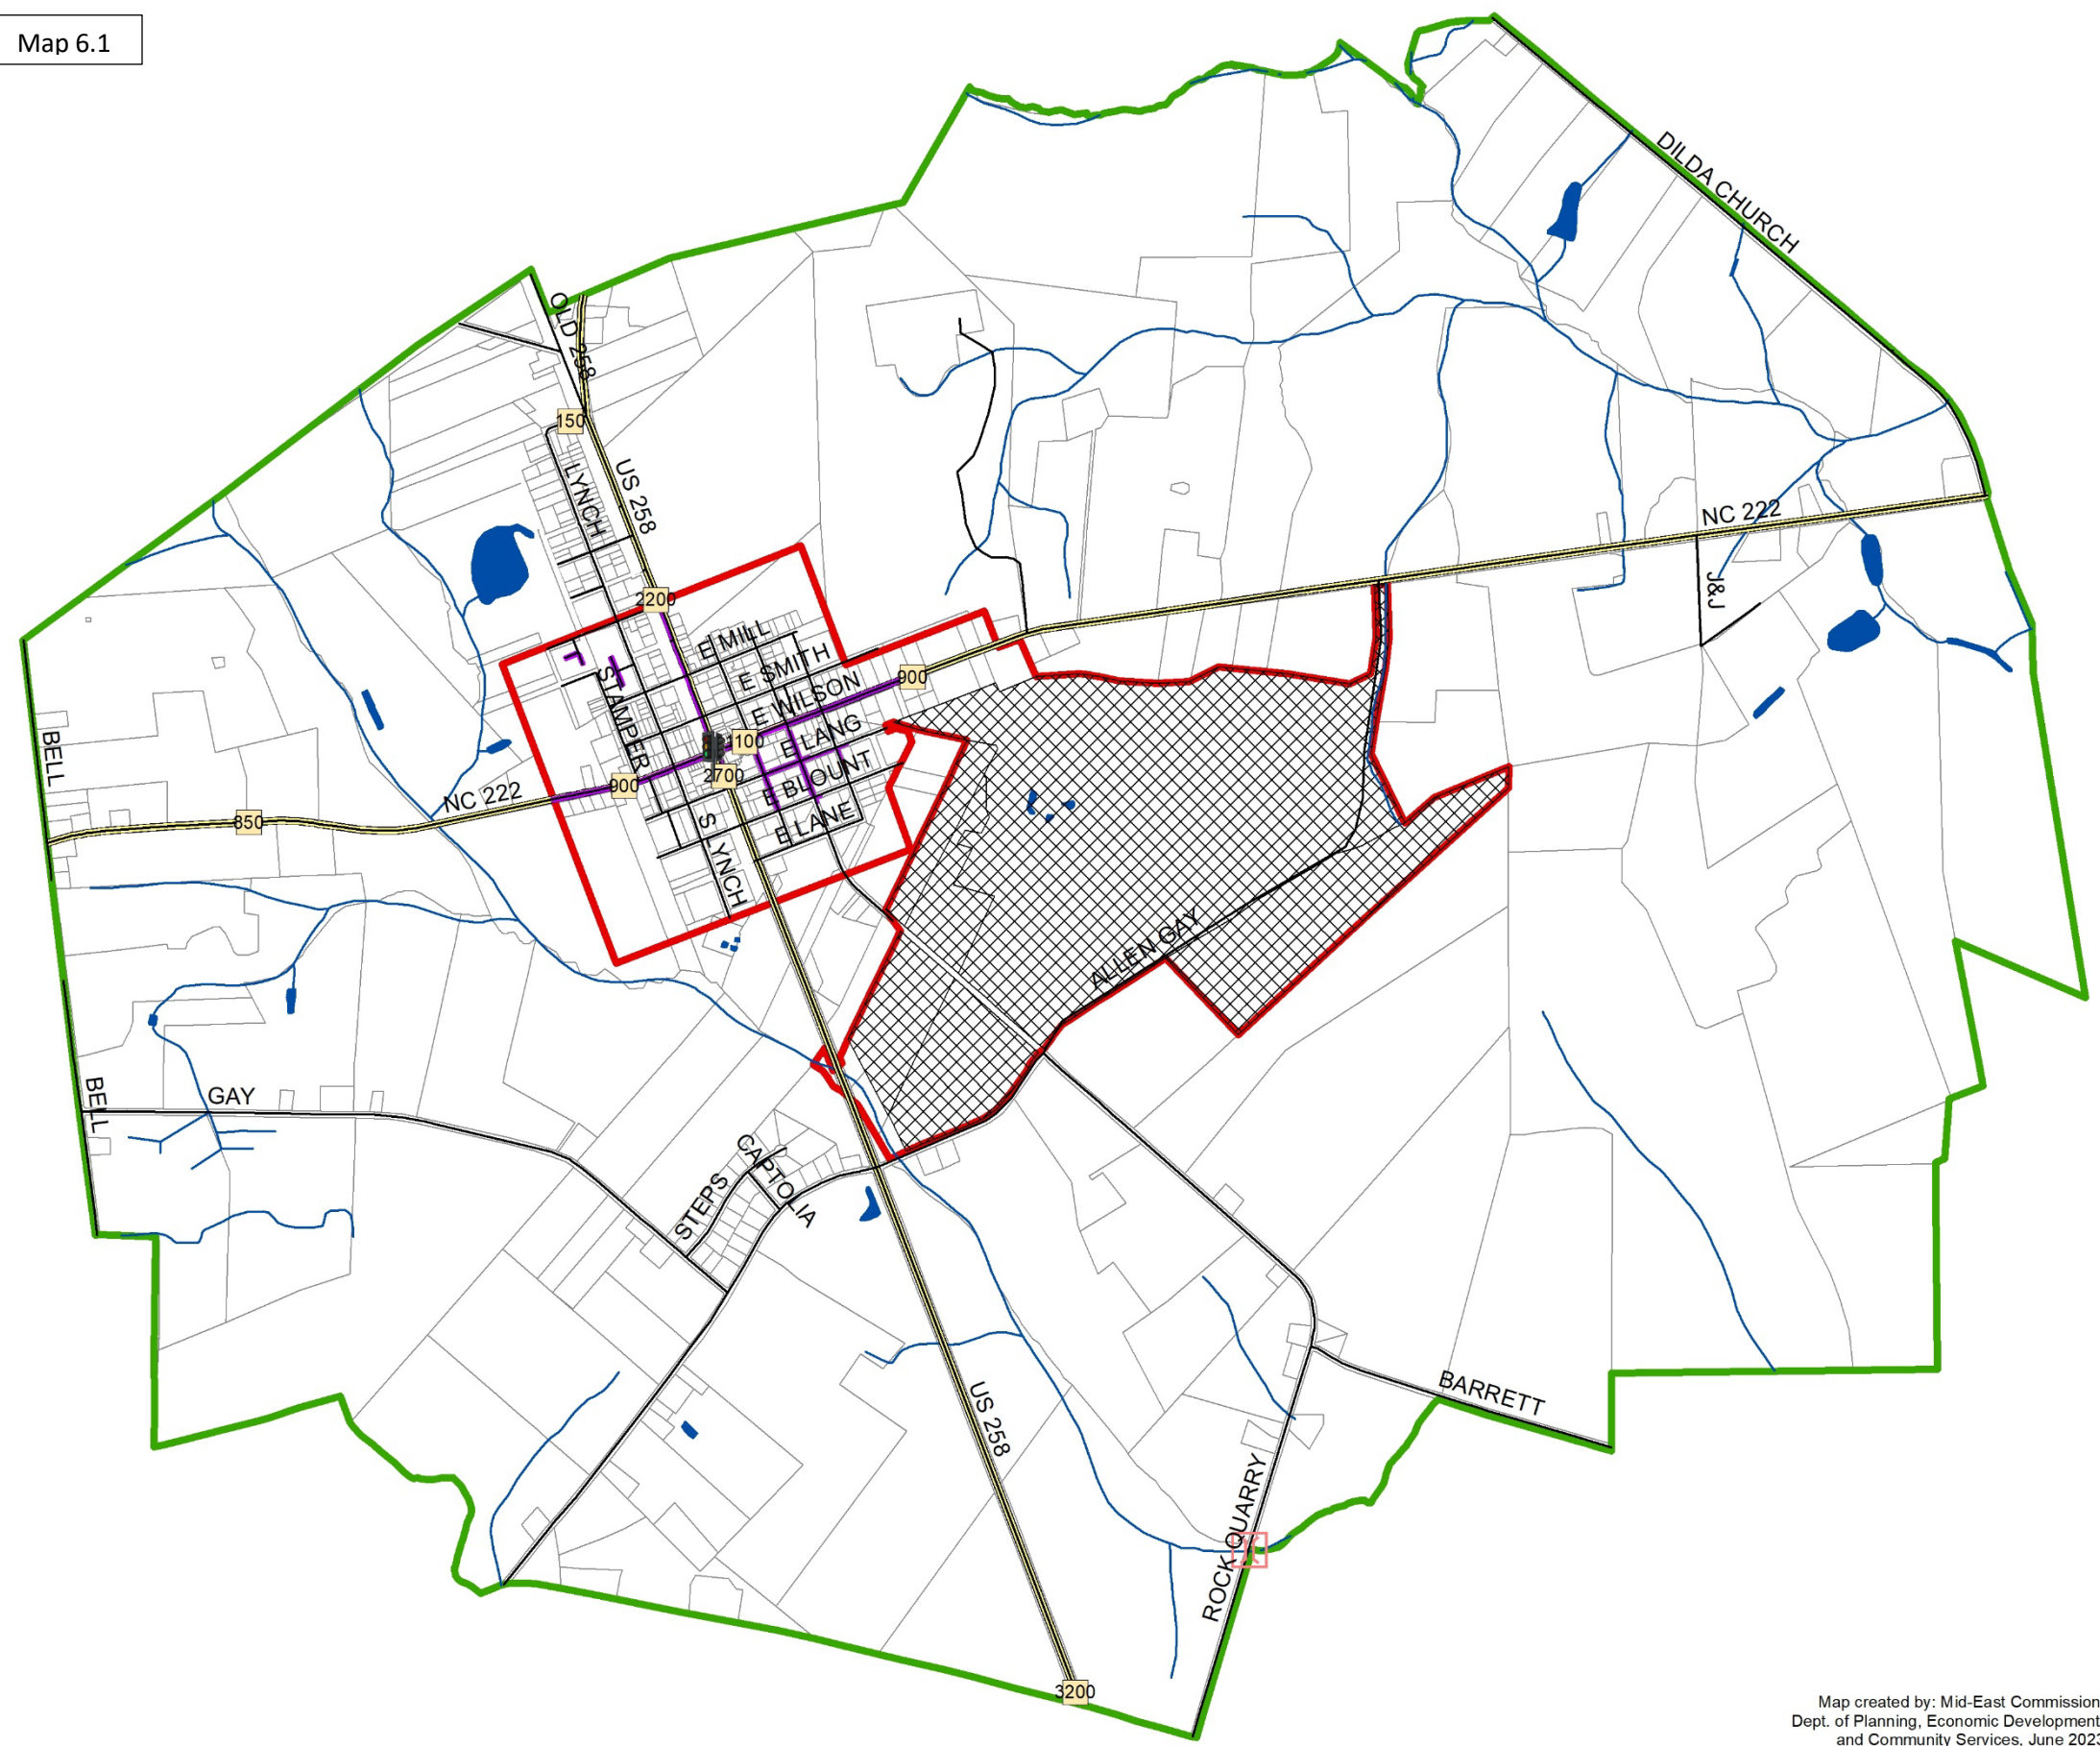 Map 6.1
DILDA CHURCH
OLD 258
150
LYNCH
US 258
NC 222
J&J
2200
E MILL
E SMITH
900
E WILSON
STAMPER
E LANG
BELL
1100
2700
E BLOUNT
900
NC 222
850
S LYNCH
E LANE
ALLEN GAY
GAY
BELL
CAPTOLIA
STEPS
US 258
BARRETT
ROCK QUARRY
3200
Map created by: Mid-East Commission
Dept. of Planning, Economic Development
and Community Services, June